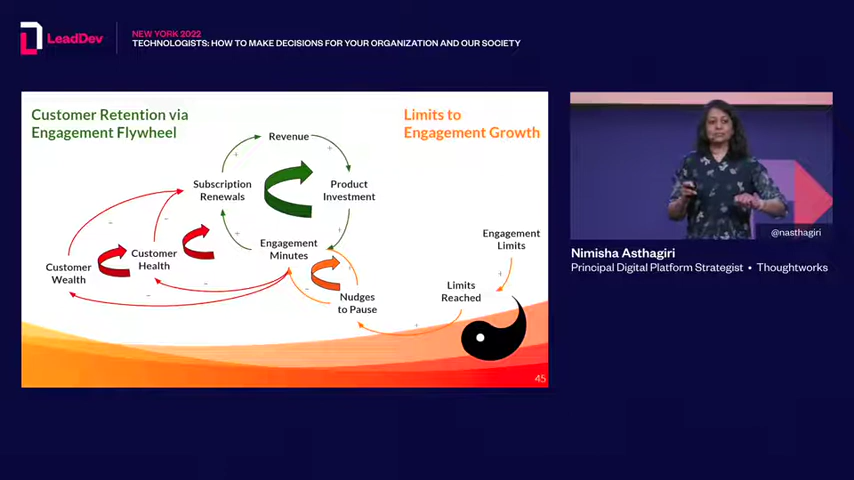 LeadDev
NEW YORK 2022
TECHNOLOGISTS: HOW TO MAKE DECISIONS FOR YOUR ORGANIZATION AND OUR SOCIETY
Customer Retention via
Engagement Flywheel
Limits to
Engagement Growth
Revenue
Subscription
Renewals
Product
Investment
Engagement
Minutes
Customer
Health
Customer
Wealth
Nudges
to Pause
Engagement
Limits
Limits
Reached
+
+
+
+
+
+
-
-
-
-
-
45
@nasthagiri
Nimisha Asthagiri
Principal Digital Platform Strategist • Thoughtworks